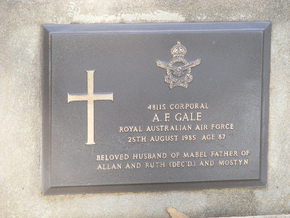 48115 CORPORAL
A. F. GALE
ROYAL AUSTRALIAN AIR FORCE
25TH AUGUST 1985 AGE 67
BELOVED HUSBAND OF MABEL FATHER OF
ALLAN AND RUTH (DEC'D.) AND MOSTYN